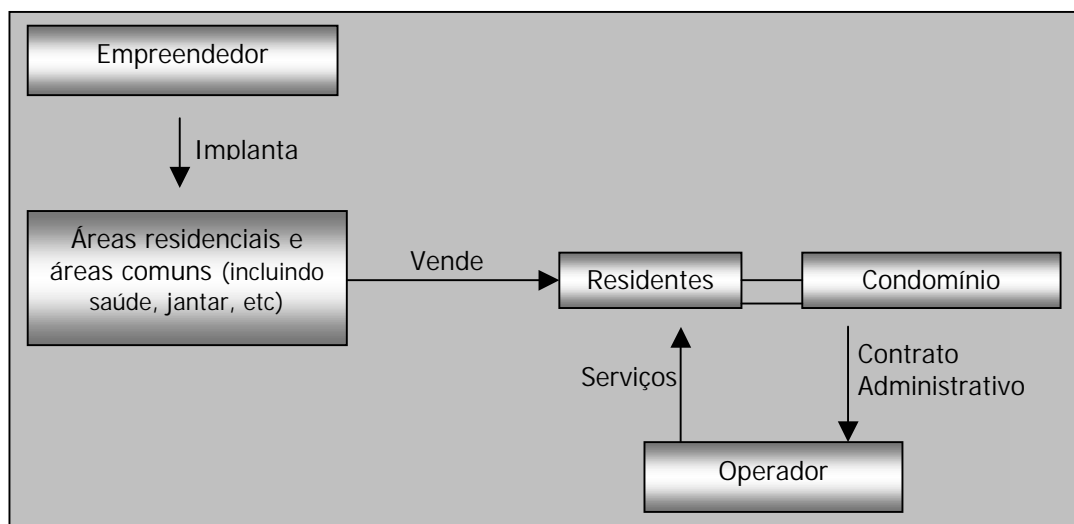 Empreendedor
Implanta
Áreas residenciais e
áreas comuns (incluindo
saúde, jantar, etc)
Vende
Residentes
Condomínio
Serviços
Contrato
Administrativo
Operador